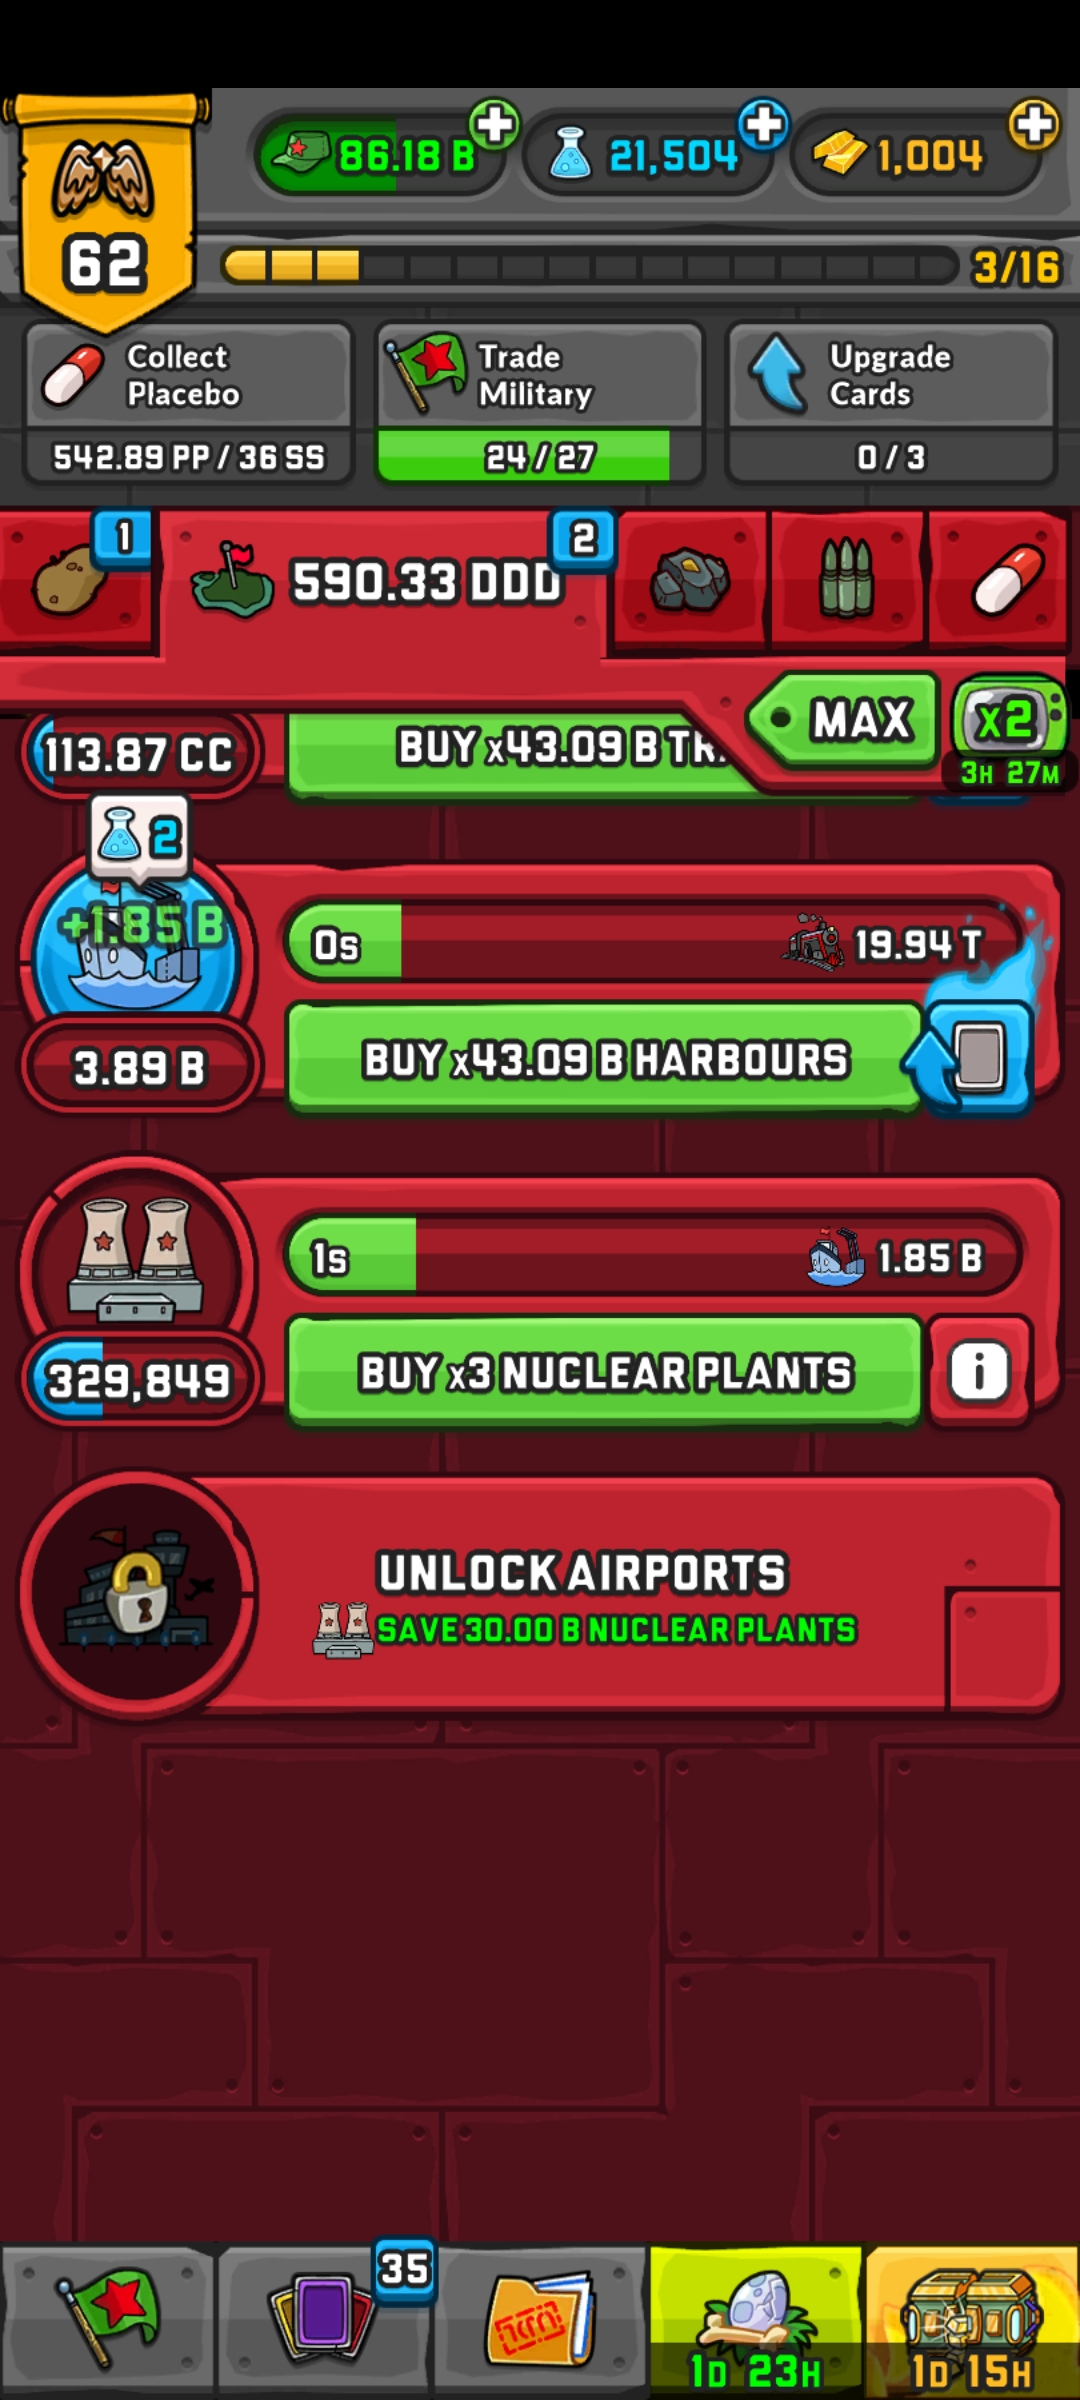 86.18 B
21,504
1,004
62
3/16
Collect
Placebo
542.89 PP / 36 SS
Trade
Military
24 / 27
Upgrade
Cards
0 / 3
1
590.33 DDD
2
MAX
x2
3H 27M
113.87 CC
BUY x43.09 B
2
+1.85 B
0s
19.94 T
3.89 B
BUY x43.09 B HARBOURS
1s
1.85 B
329,849
BUY x3 NUCLEAR PLANTS
i
UNLOCK AIRPORTS
SAVE 30.00 B NUCLEAR PLANTS
35
1D 23H
1D 15H